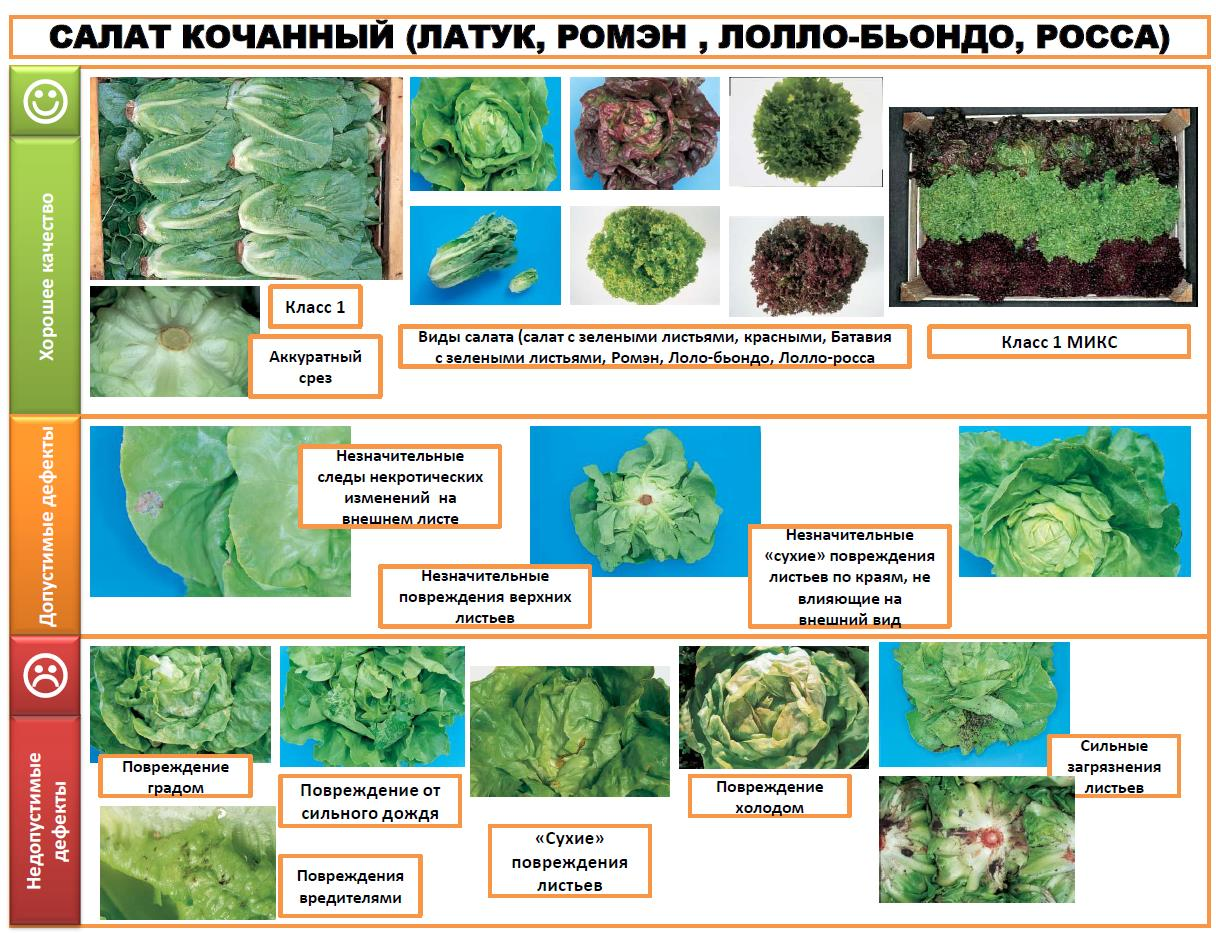 САЛАТ КОЧАННЫЙ (ЛАТУК, РОМЭН , ЛОЛЛО-БЬОНДО, РОССА)
Хорошее качество
Класс 1
Аккуратный
срез
Виды салата (салат с зелеными листьями, красными, Батавия
с зелеными листьями, Ромэн, Лоло-бьондо, Лолло-росса
Класс 1 МИКС
Допустимые дефекты
Незначительные
следы некротических
изменений на
внешнем листе
Незначительные
повреждения верхних
листьев
Незначительные
«сухие» повреждения
листьев по краям, не
влияющие на
внешний вид
Недопустимые
дефекты
Повреждение
градом
Повреждение от
сильного дождя
Повреждения
вредителями
«Сухие»
повреждения
листьев
Повреждение
холодом
Сильные
загрязнения
листьев